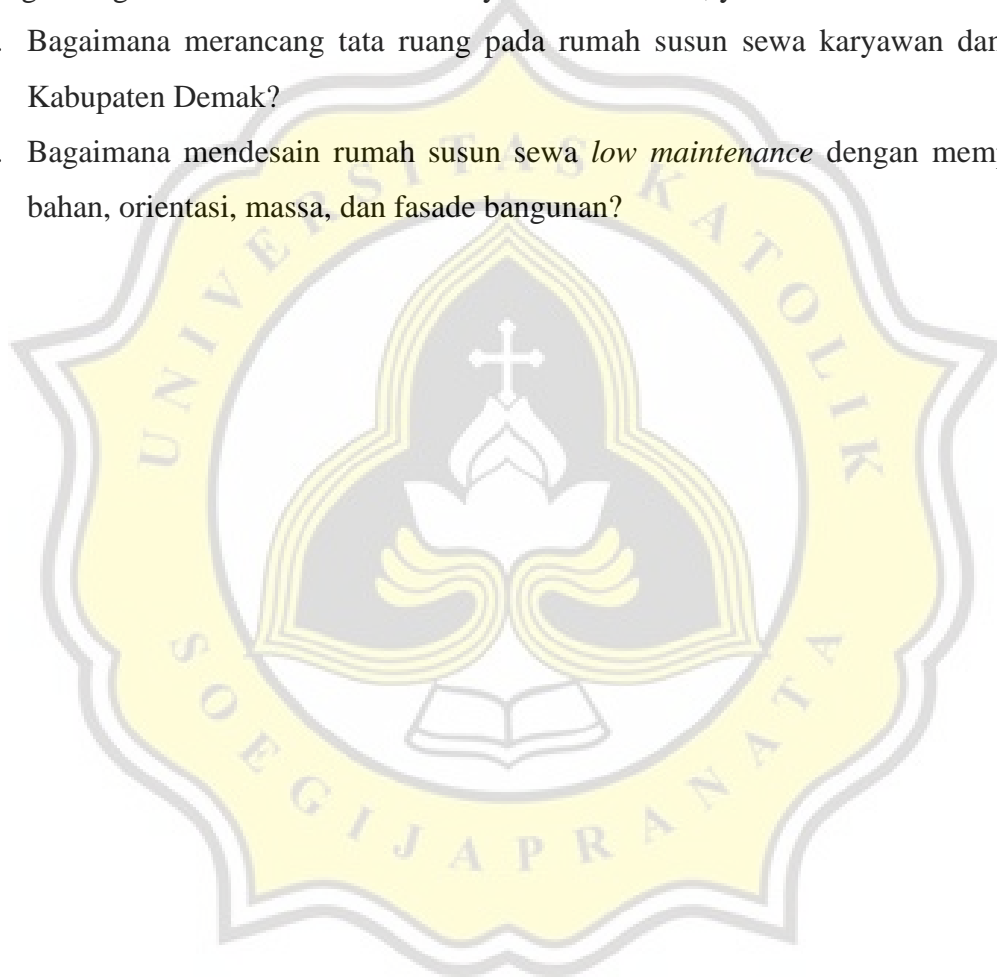 . Bagaimana merancang tata ruang pada rumah susun sewa karyawan dan
Kabupaten Demak?
. Bagaimana mendesain rumah susun sewa low maintenance dengan
bahan, orientasi, massa, dan fasade bangunan?
UNIVERSITAS KATOLIK
SOEGIJAPRANATA